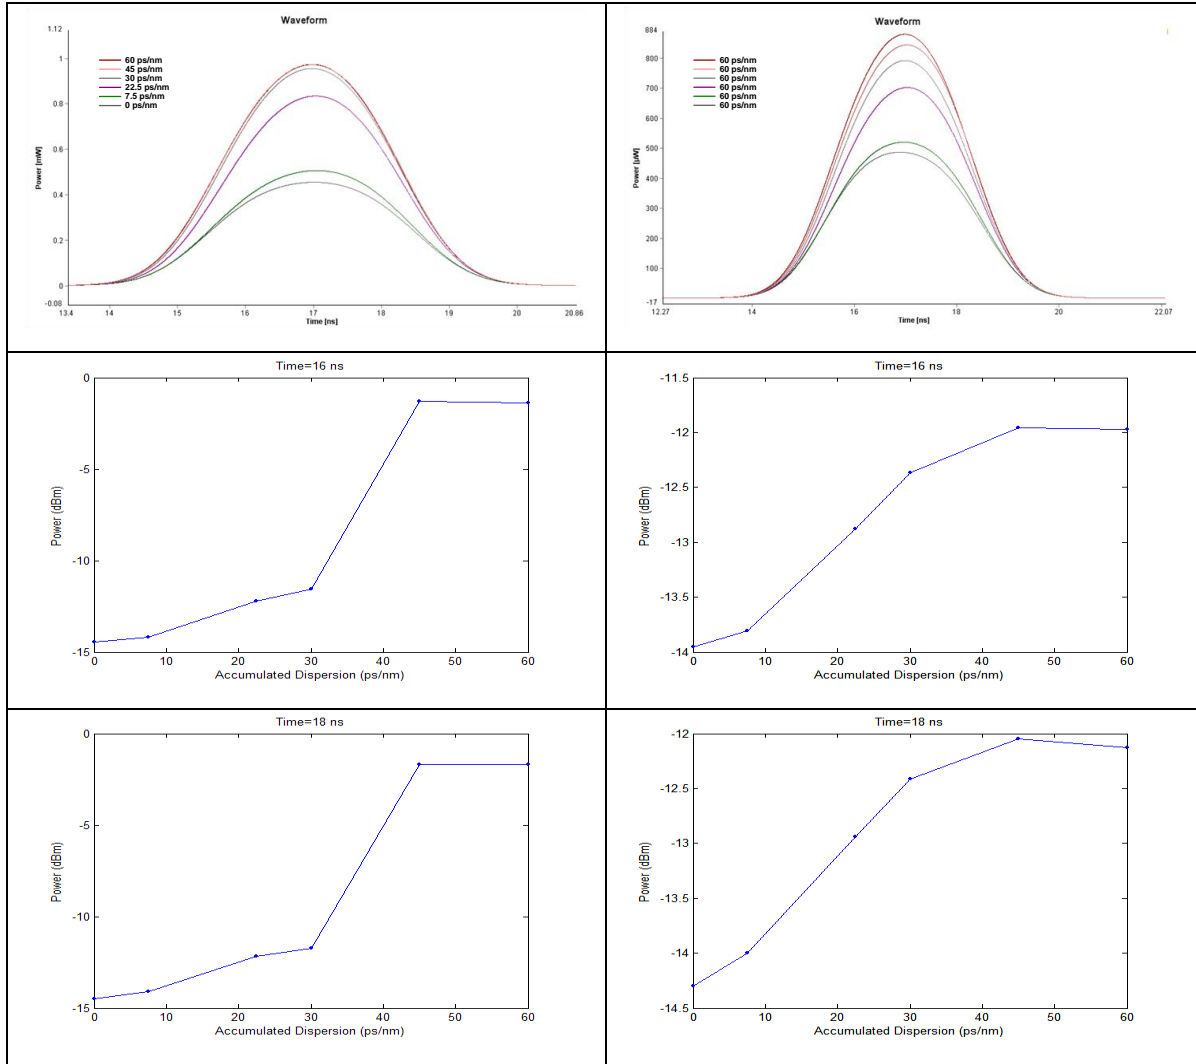 Waveform
1.12
1
0.8
0.6
0.4
0.2
0
-0.08
Power [mW]
60 ps/nm
45 ps/nm
30 ps/nm
22.5 ps/nm
7.5 ps/nm
0 ps/nm
13.4 14 15 16 17 18 19 20 20.86
Time [ns]
Waveform
884
800
700
600
500
400
300
200
100
-17
Power [µW]
60 ps/nm
60 ps/nm
60 ps/nm
60 ps/nm
60 ps/nm
60 ps/nm
12.27 14 16 18 20 22.07
Time [ns]
Time=16 ns
0
-5
-10
-15
Power (dBm)
0 10 20 30 40 50 60
Accumulated Dispersion (ps/nm)
Time=16 ns
-11.5
-12
-12.5
-13
-13.5
-14
Power (dBm)
0 10 20 30 40 50 60
Accumulated Dispersion (ps/nm)
Time=18 ns
0
-5
-10
-15
Power (dBm)
0 10 20 30 40 50 60
Accumulated Dispersion (ps/nm)
Time=18 ns
-12
-12.5
-13
-13.5
-14
-14.5
Power (dBm)
0 10 20 30 40 50 60
Accumulated Dispersion (ps/nm)